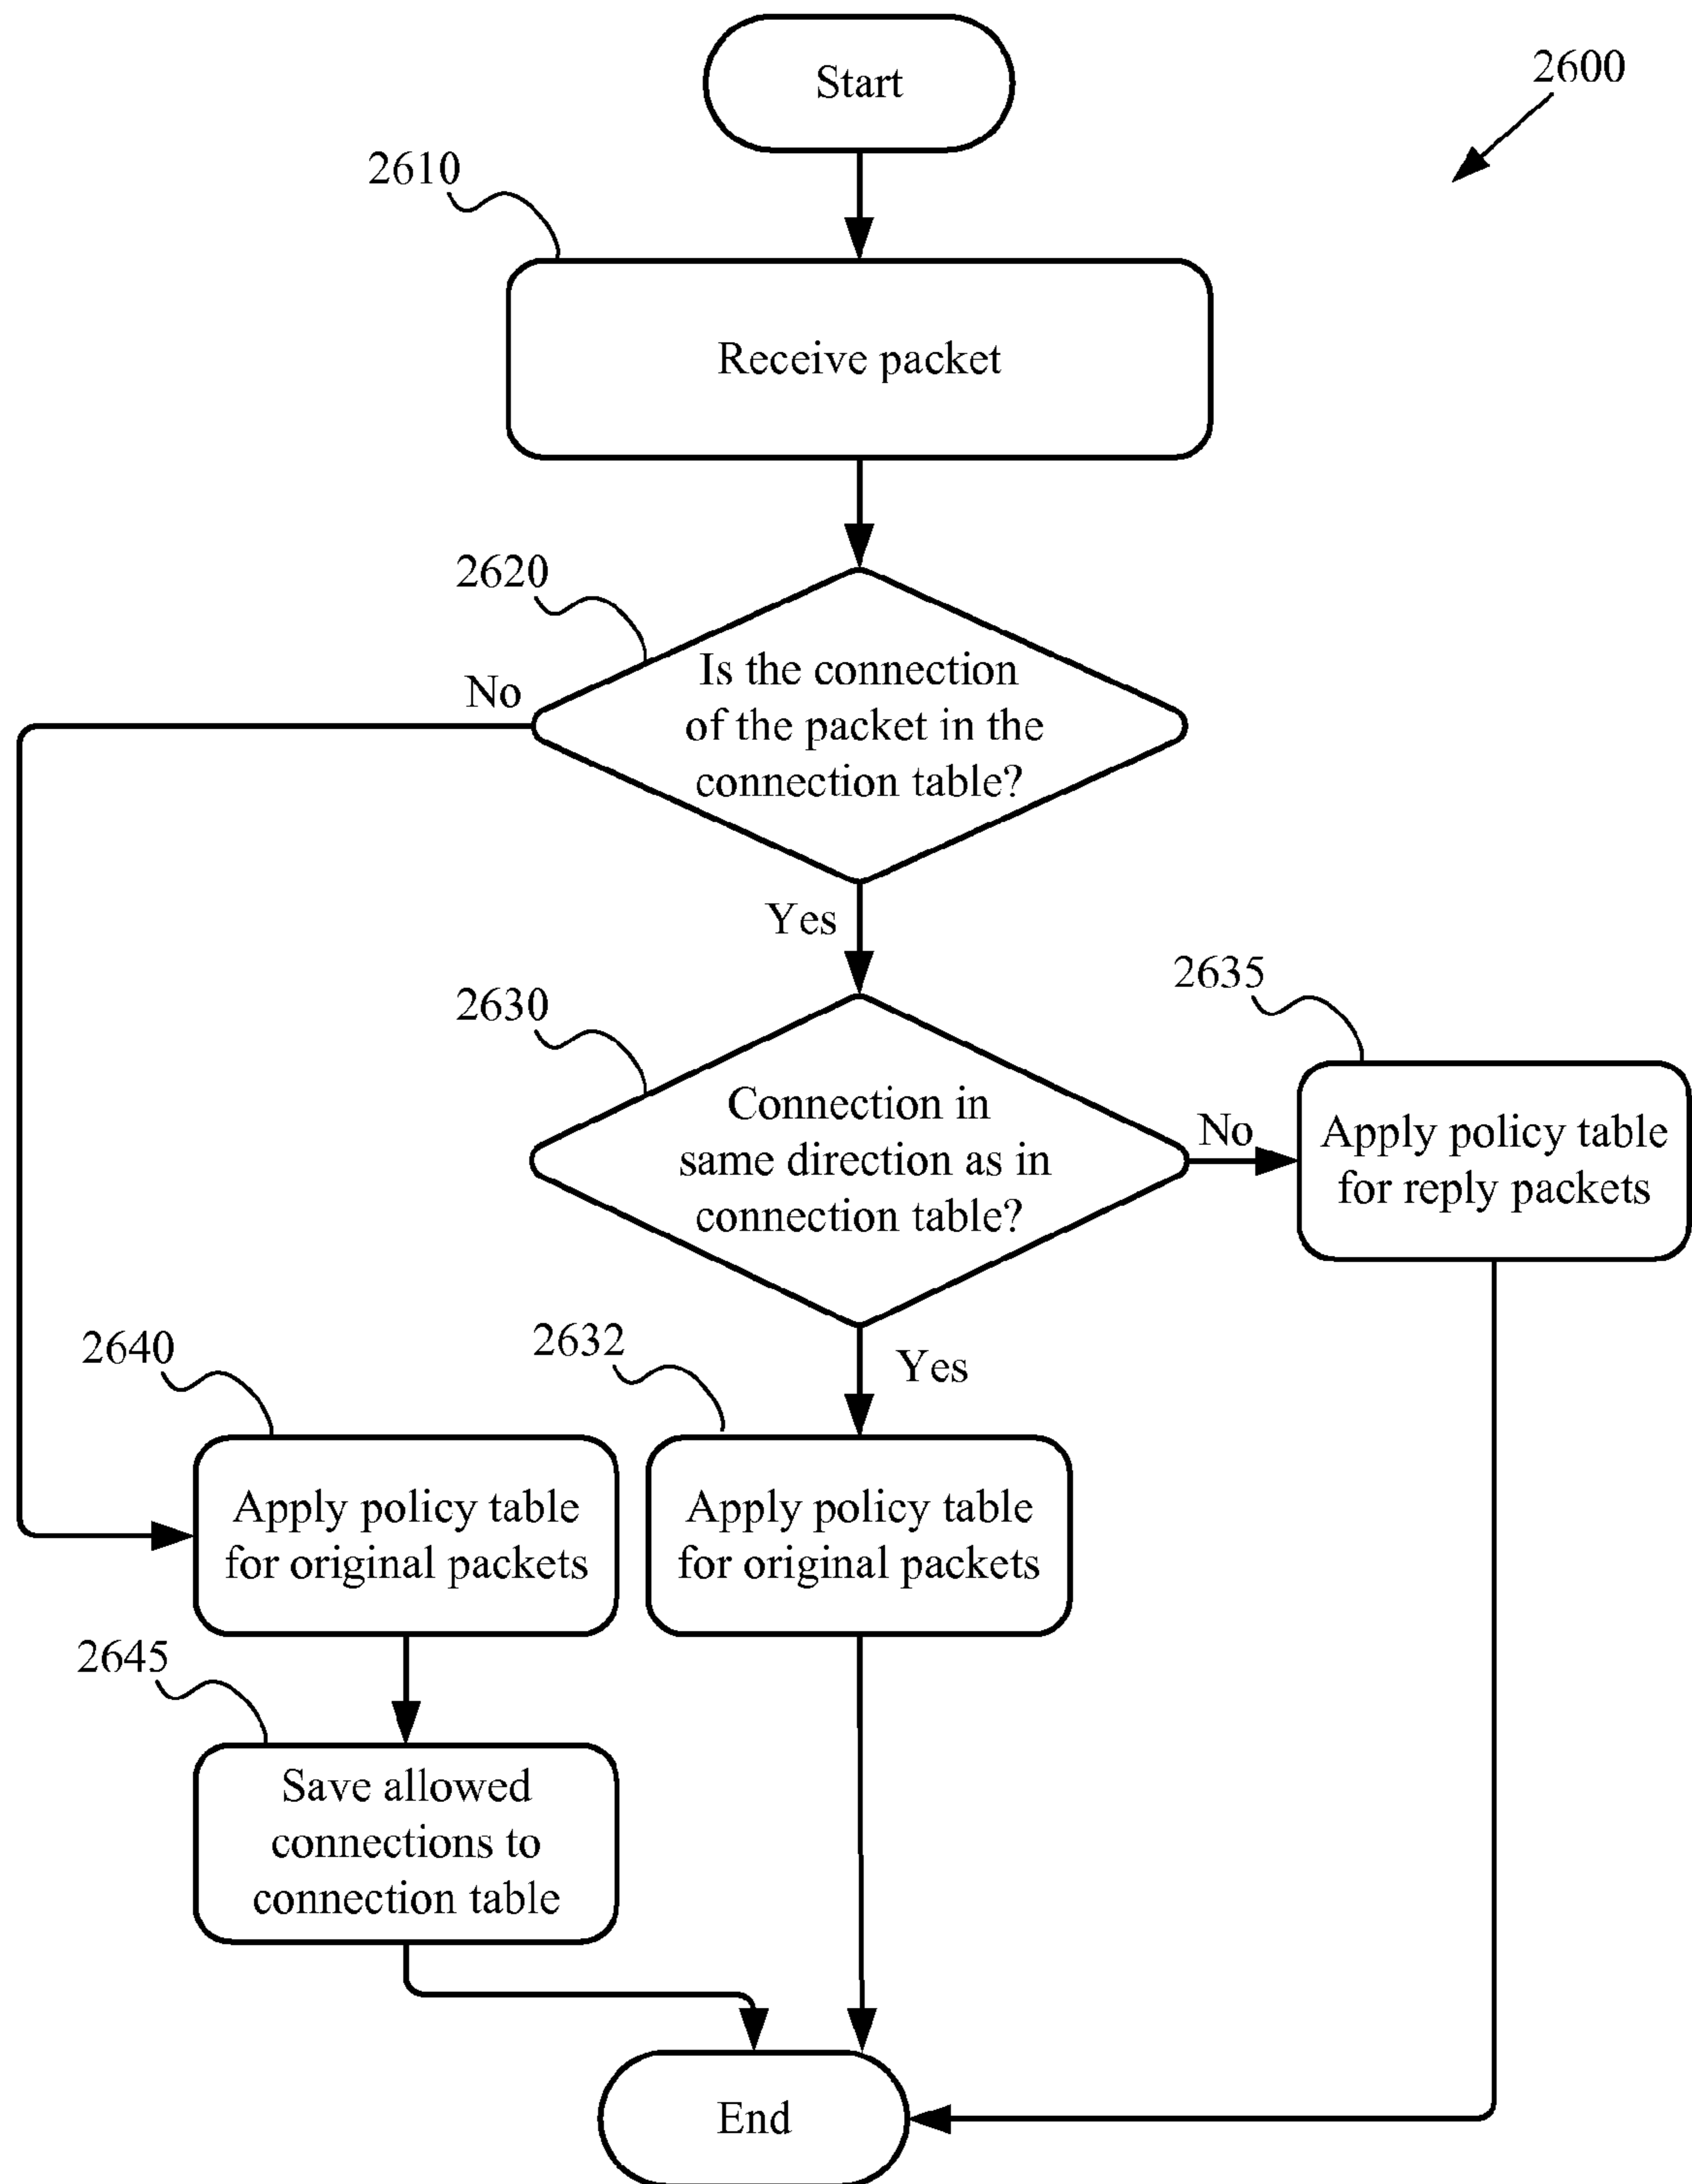 Start
2600
2610
Receive packet
2620
No
Is the connection
of the packet in the
connection table?
Yes
2630
2635
Connection in
same direction as in
connection table?
No
Apply policy table
for reply packets
2640
2632
Yes
Apply policy table
for original packets
Apply policy table
for original packets
2645
Save allowed
connections to
connection table
End